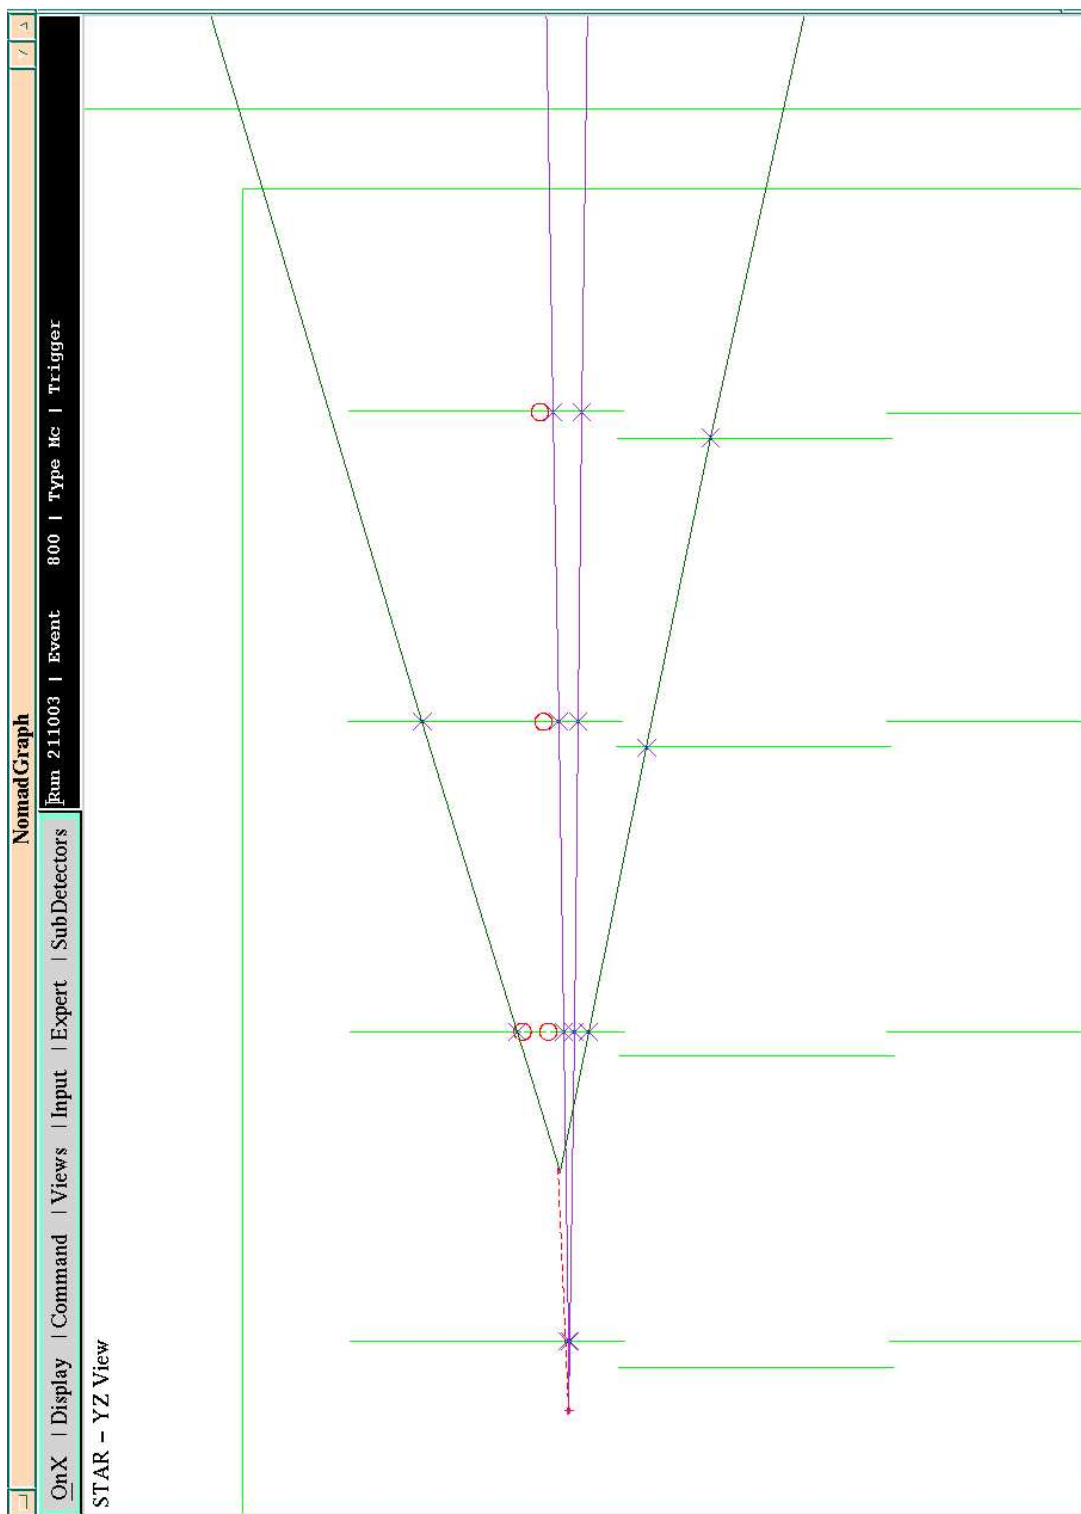 NomadGraph
OnX | Display | Command | Views | Input | Expert | SubDetectors
Run 211003 | Event 800 | Type Mc | Trigger
STAR - YZ View